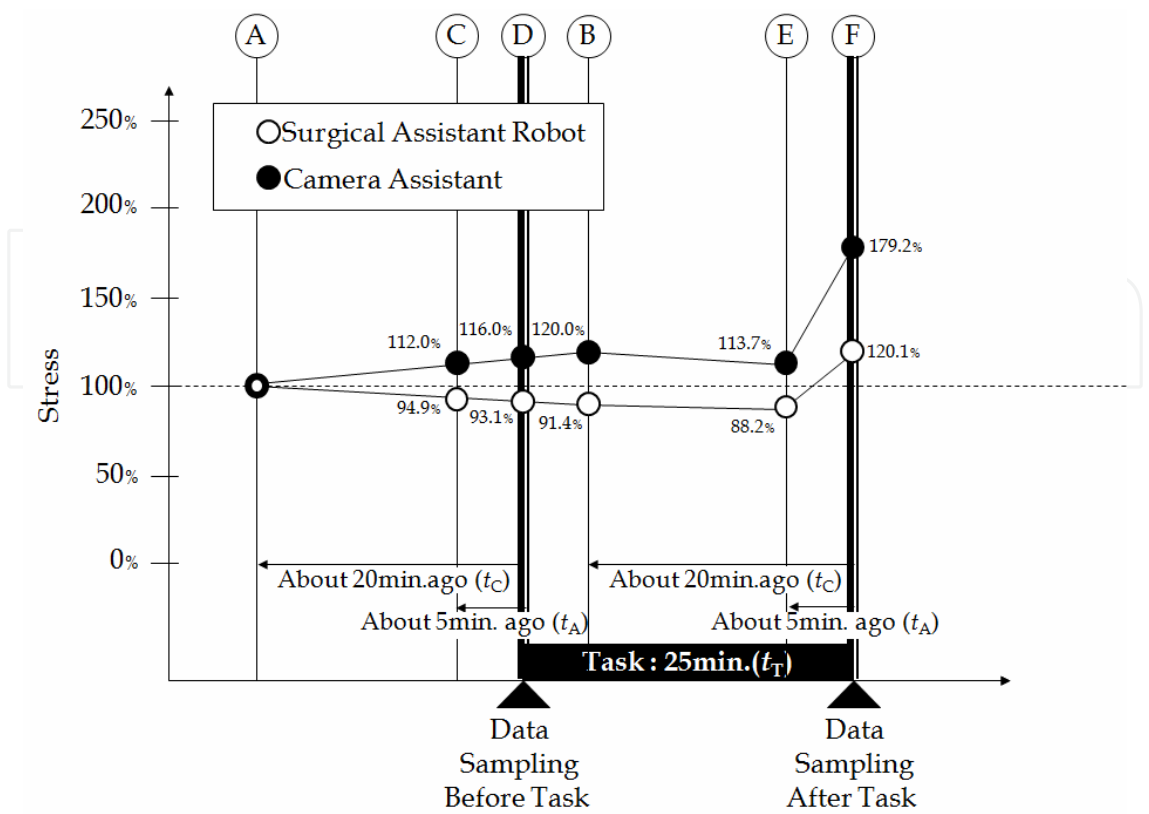 A C D B E F
250%
Surgical Assistant Robot
Camera Assistant
200%
179.2%
150%
112.0% 116.0% 120.0% 113.7%
120.1%
100%
94.9% 93.1% 91.4% 88.2%
Stress
50%
0%
About 20min.ago (tC) About 20min.ago (tC)
About 5min. ago (tA) About 5min. ago (tA)
Task : 25min.(tT)
Data
Sampling
Before Task
Data
Sampling
After Task